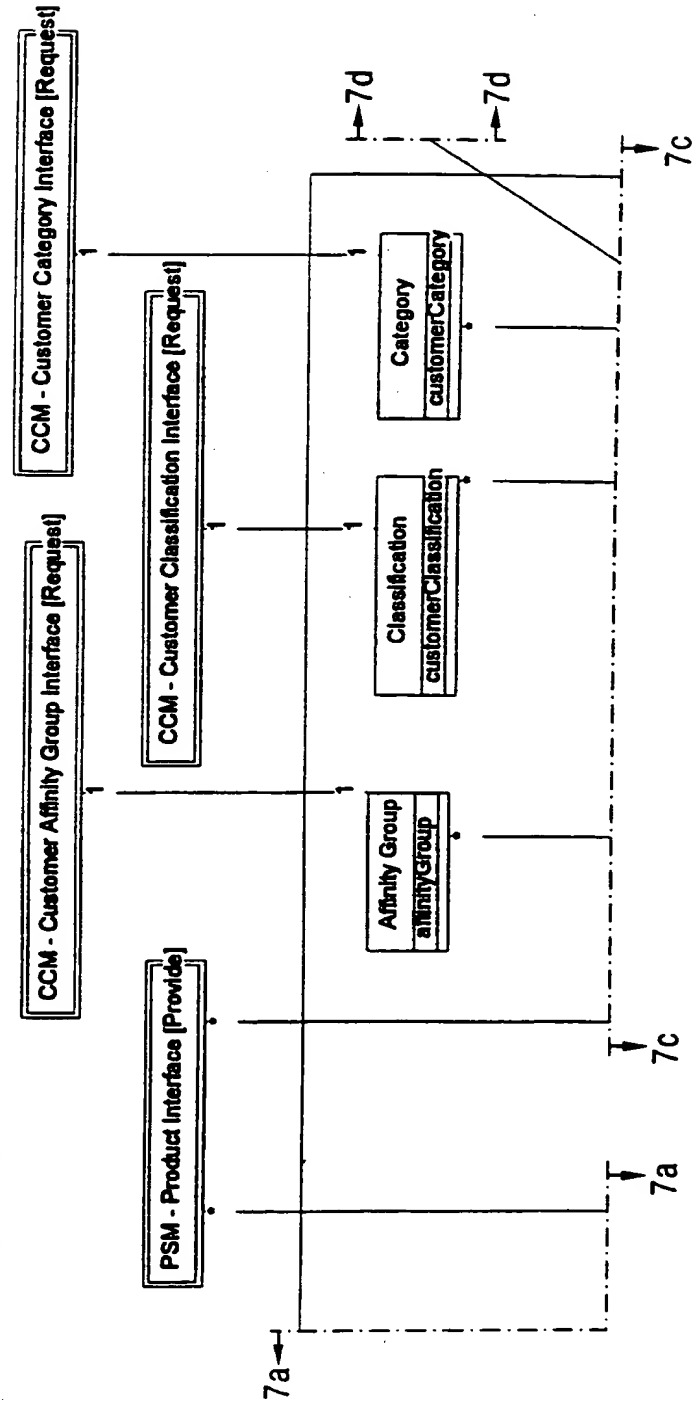 CCM - Customer Category Interface [Request]
CCM - Customer Affinity Group Interface [Request]
CCM - Customer Classification Interface [Request]
PSM - Product Interface [Provide]
1
1
1
1
1
1
Affinity Group
affinityGroup
Classification
customerClassification
Category
customerCategory
7d
7d
7a
7a
7c
7c